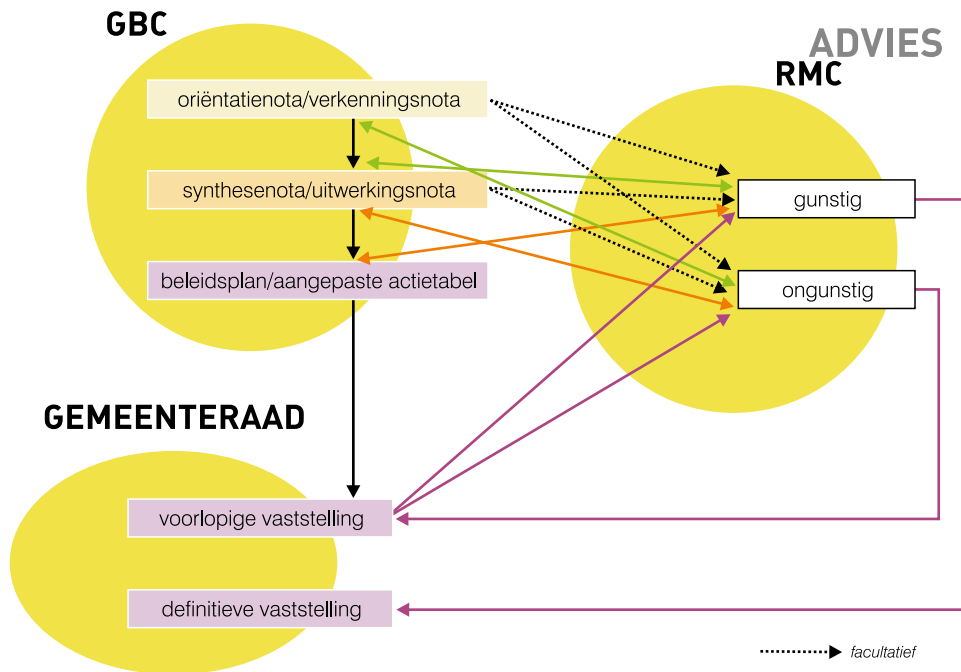 GBC
oriëntatienota/verkenningsnota
synthesenota/uitwerkingsnota
beleidsplan/aangepaste actietabel
ADVIES
RMC
gunstig
ongunstig
GEMEENTERAAD
voorlopige vaststelling
definitieve vaststelling
facultatief